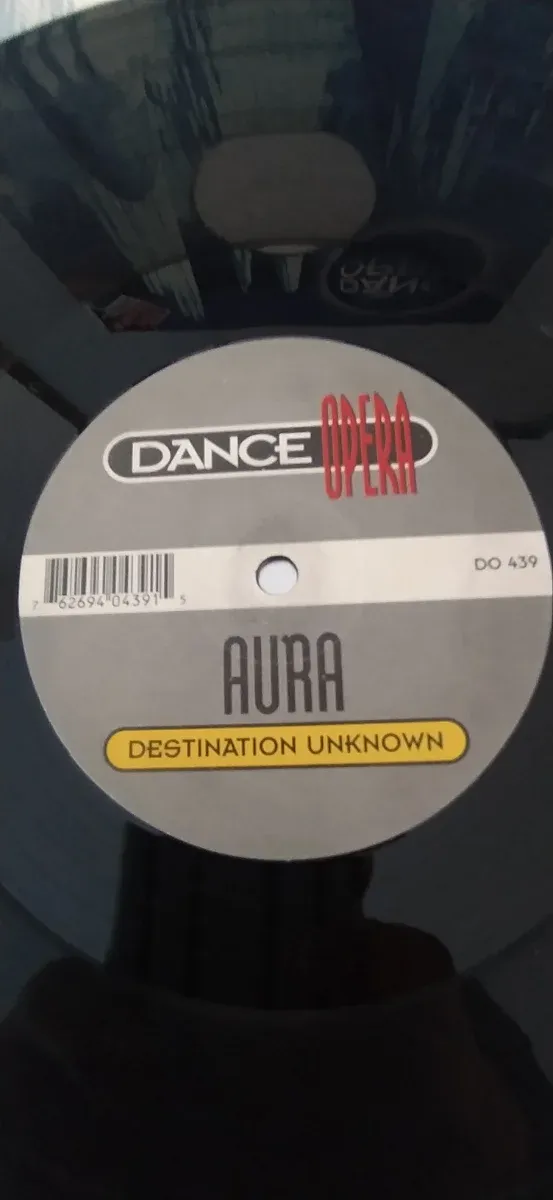 DANCE OPERA
DO 439
7 62694 04391 5
AURA
DESTINATION UNKNOWN